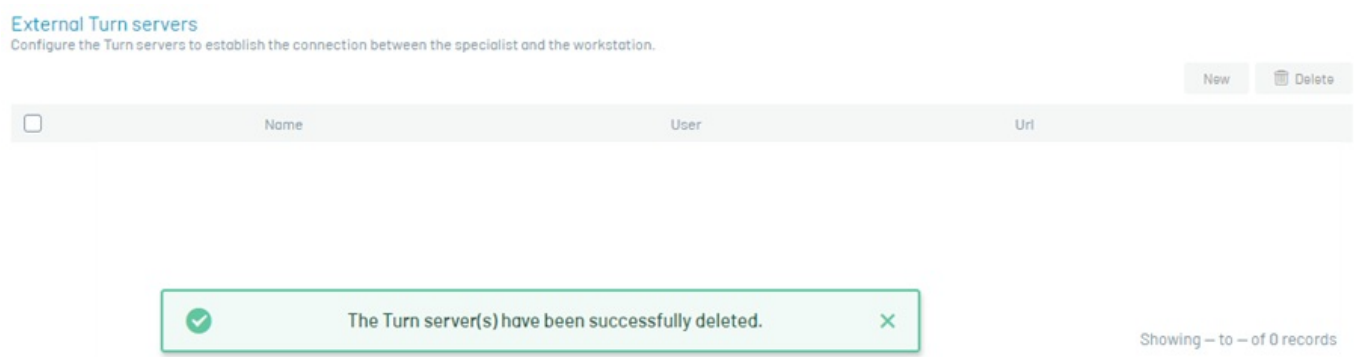 External Turn servers
Configure the Turn servers to establish the connection between the specialist and the workstation.
New Delete
Name User Url
The Turn server(s) have been successfully deleted.
Showing — to — of 0 records